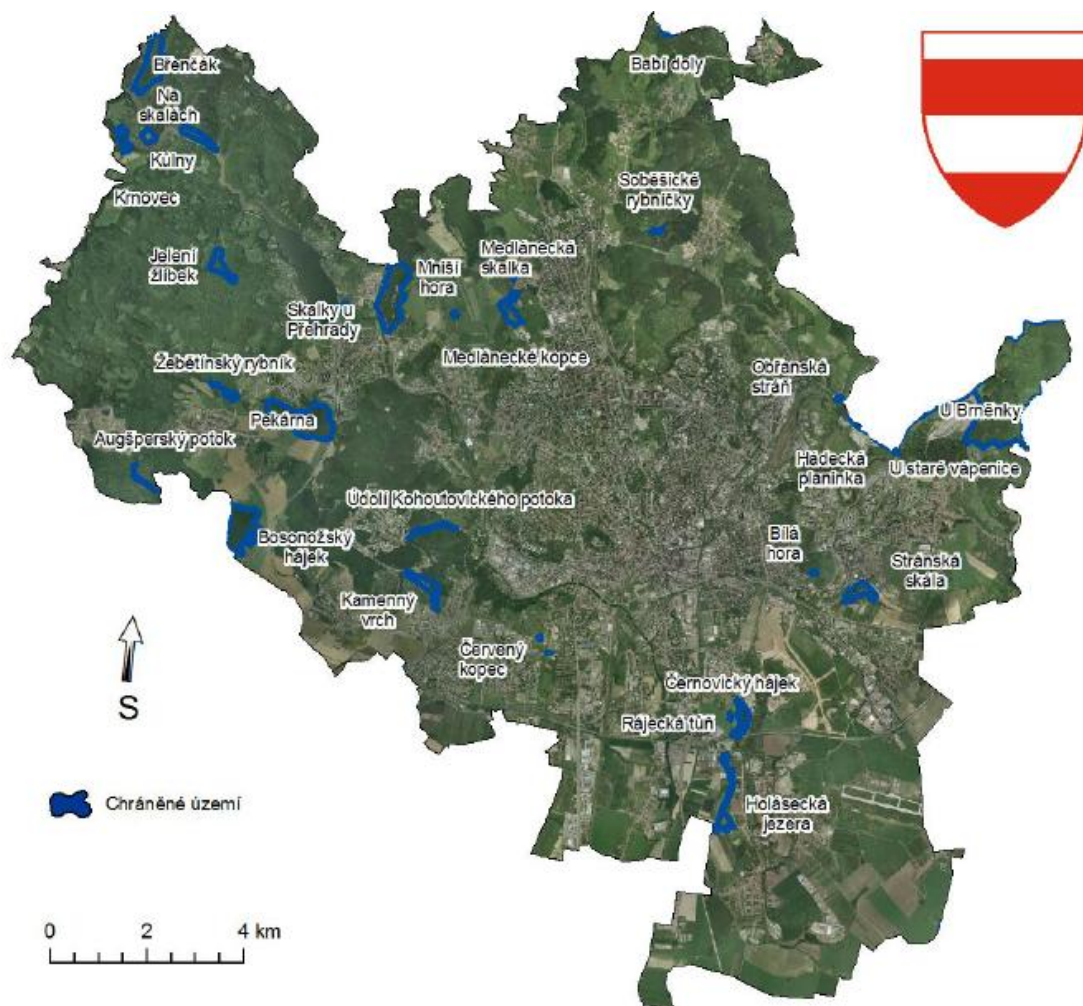 Břenčák
Babí doly
Na
skalách
Kůlny
Krnovec
Soběšické
rybníčky
Jelení
žlíbek
Mniší
hora
Medlánecká
skalka
Skalky u
Přehrady
Medlánecké kopce
Žebětínský rybník
Obřanská
stráň
Pekárna
U Brněnky
Augšperský potok
Hádecká
planinka
U staré vápenice
Údolí Kohoutovického potoka
Bosonožský
hájek
Bílá
hora
Stránská
skála
Kamenný
vrch
Červený
kopec
Černovický hájek
Rájecká tůň
S
Chráněné území
Holásecká
jezera
0 2 4 km